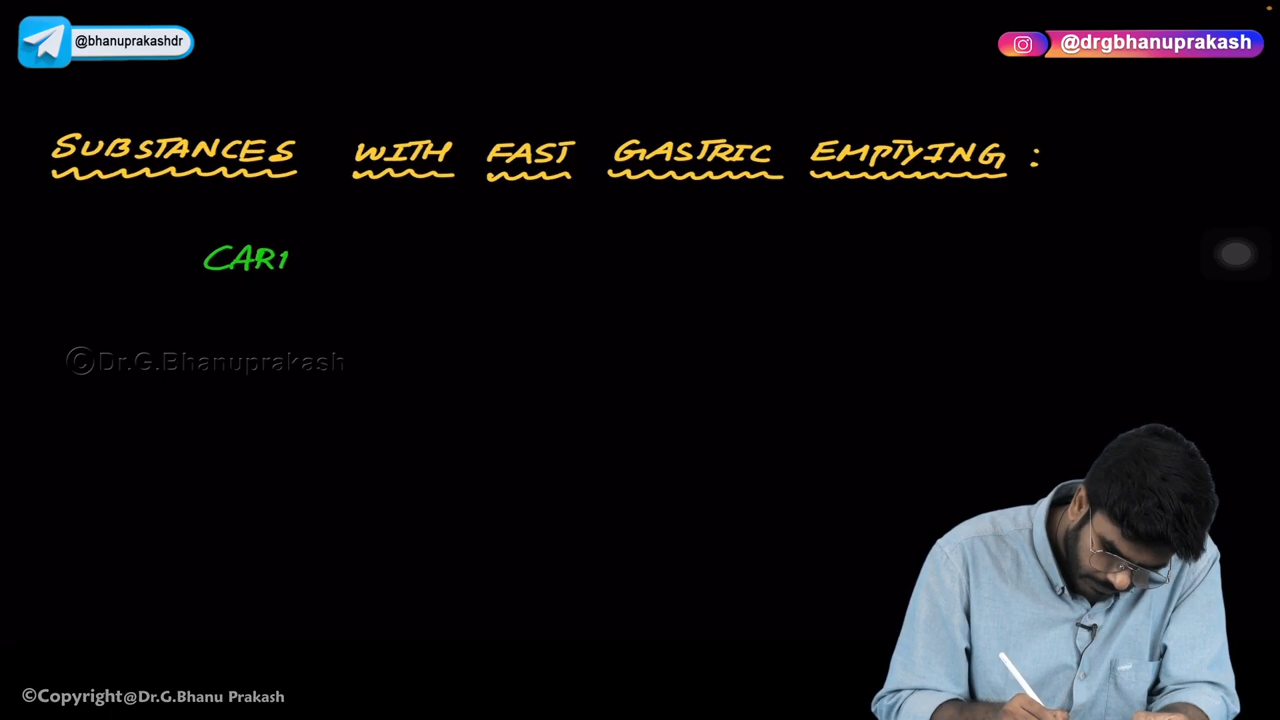 @bhanuprakashdr
@drgbhanuprakash
SUBSTANCES WITH FAST GASTRIC EMPTYING :
CAR
©Dr.G.Bhanuprakash
©Copyright@Dr.G.Bhanu Prakash